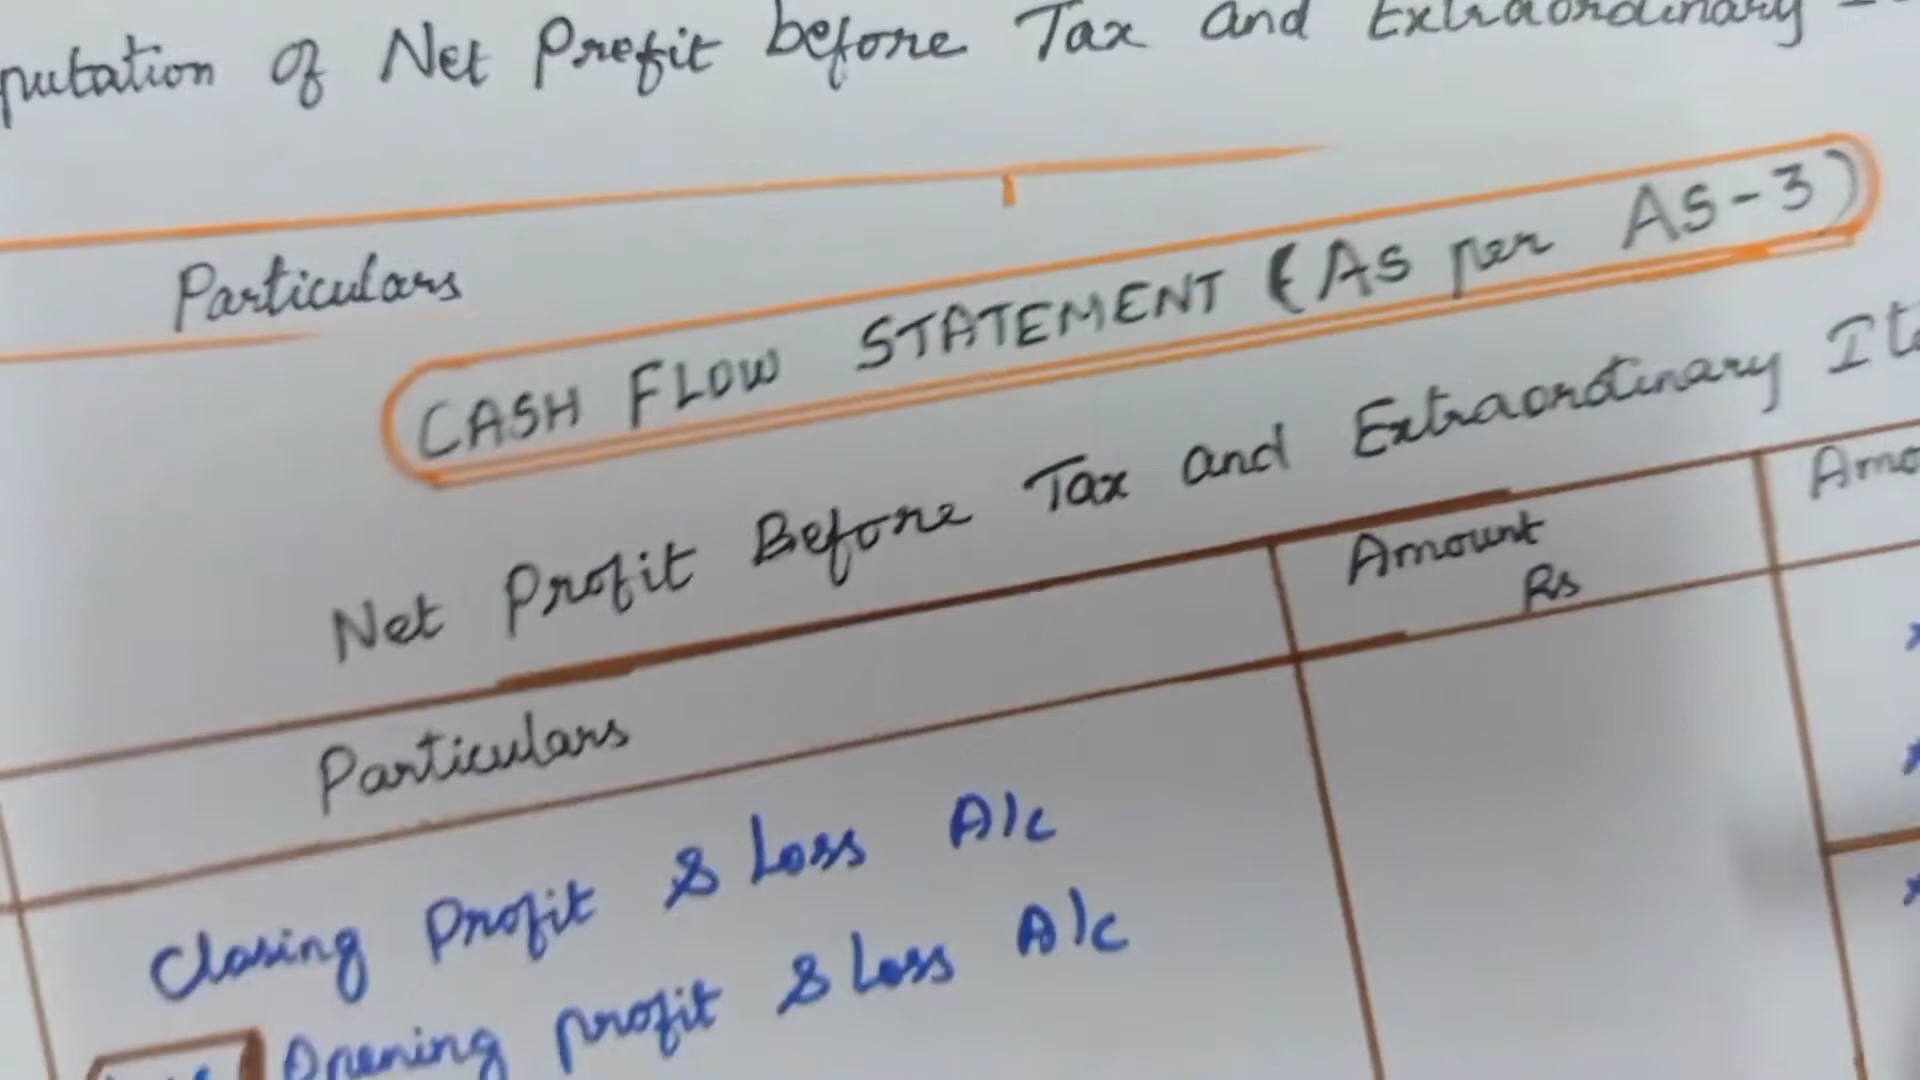 of Net Profit before Tax and Extraordinary
Particulars
CASH FLOW STATEMENT (As per AS-3)
Net Profit Before Tax and Extraordinary
Particulars
Amount
Rs
Closing Profit & Loss A/c
Opening profit & Loss A/c